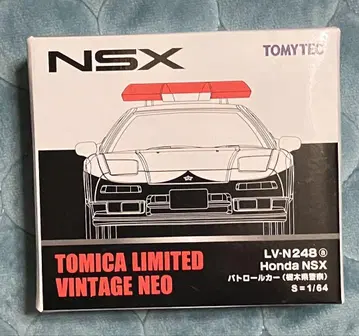 NSX
TOMYTEC
TOMICA LIMITED
VINTAGE NEO
LV-N248ⓐ
Honda NSX
パトロールカー（栃木県警察）
S=1/64